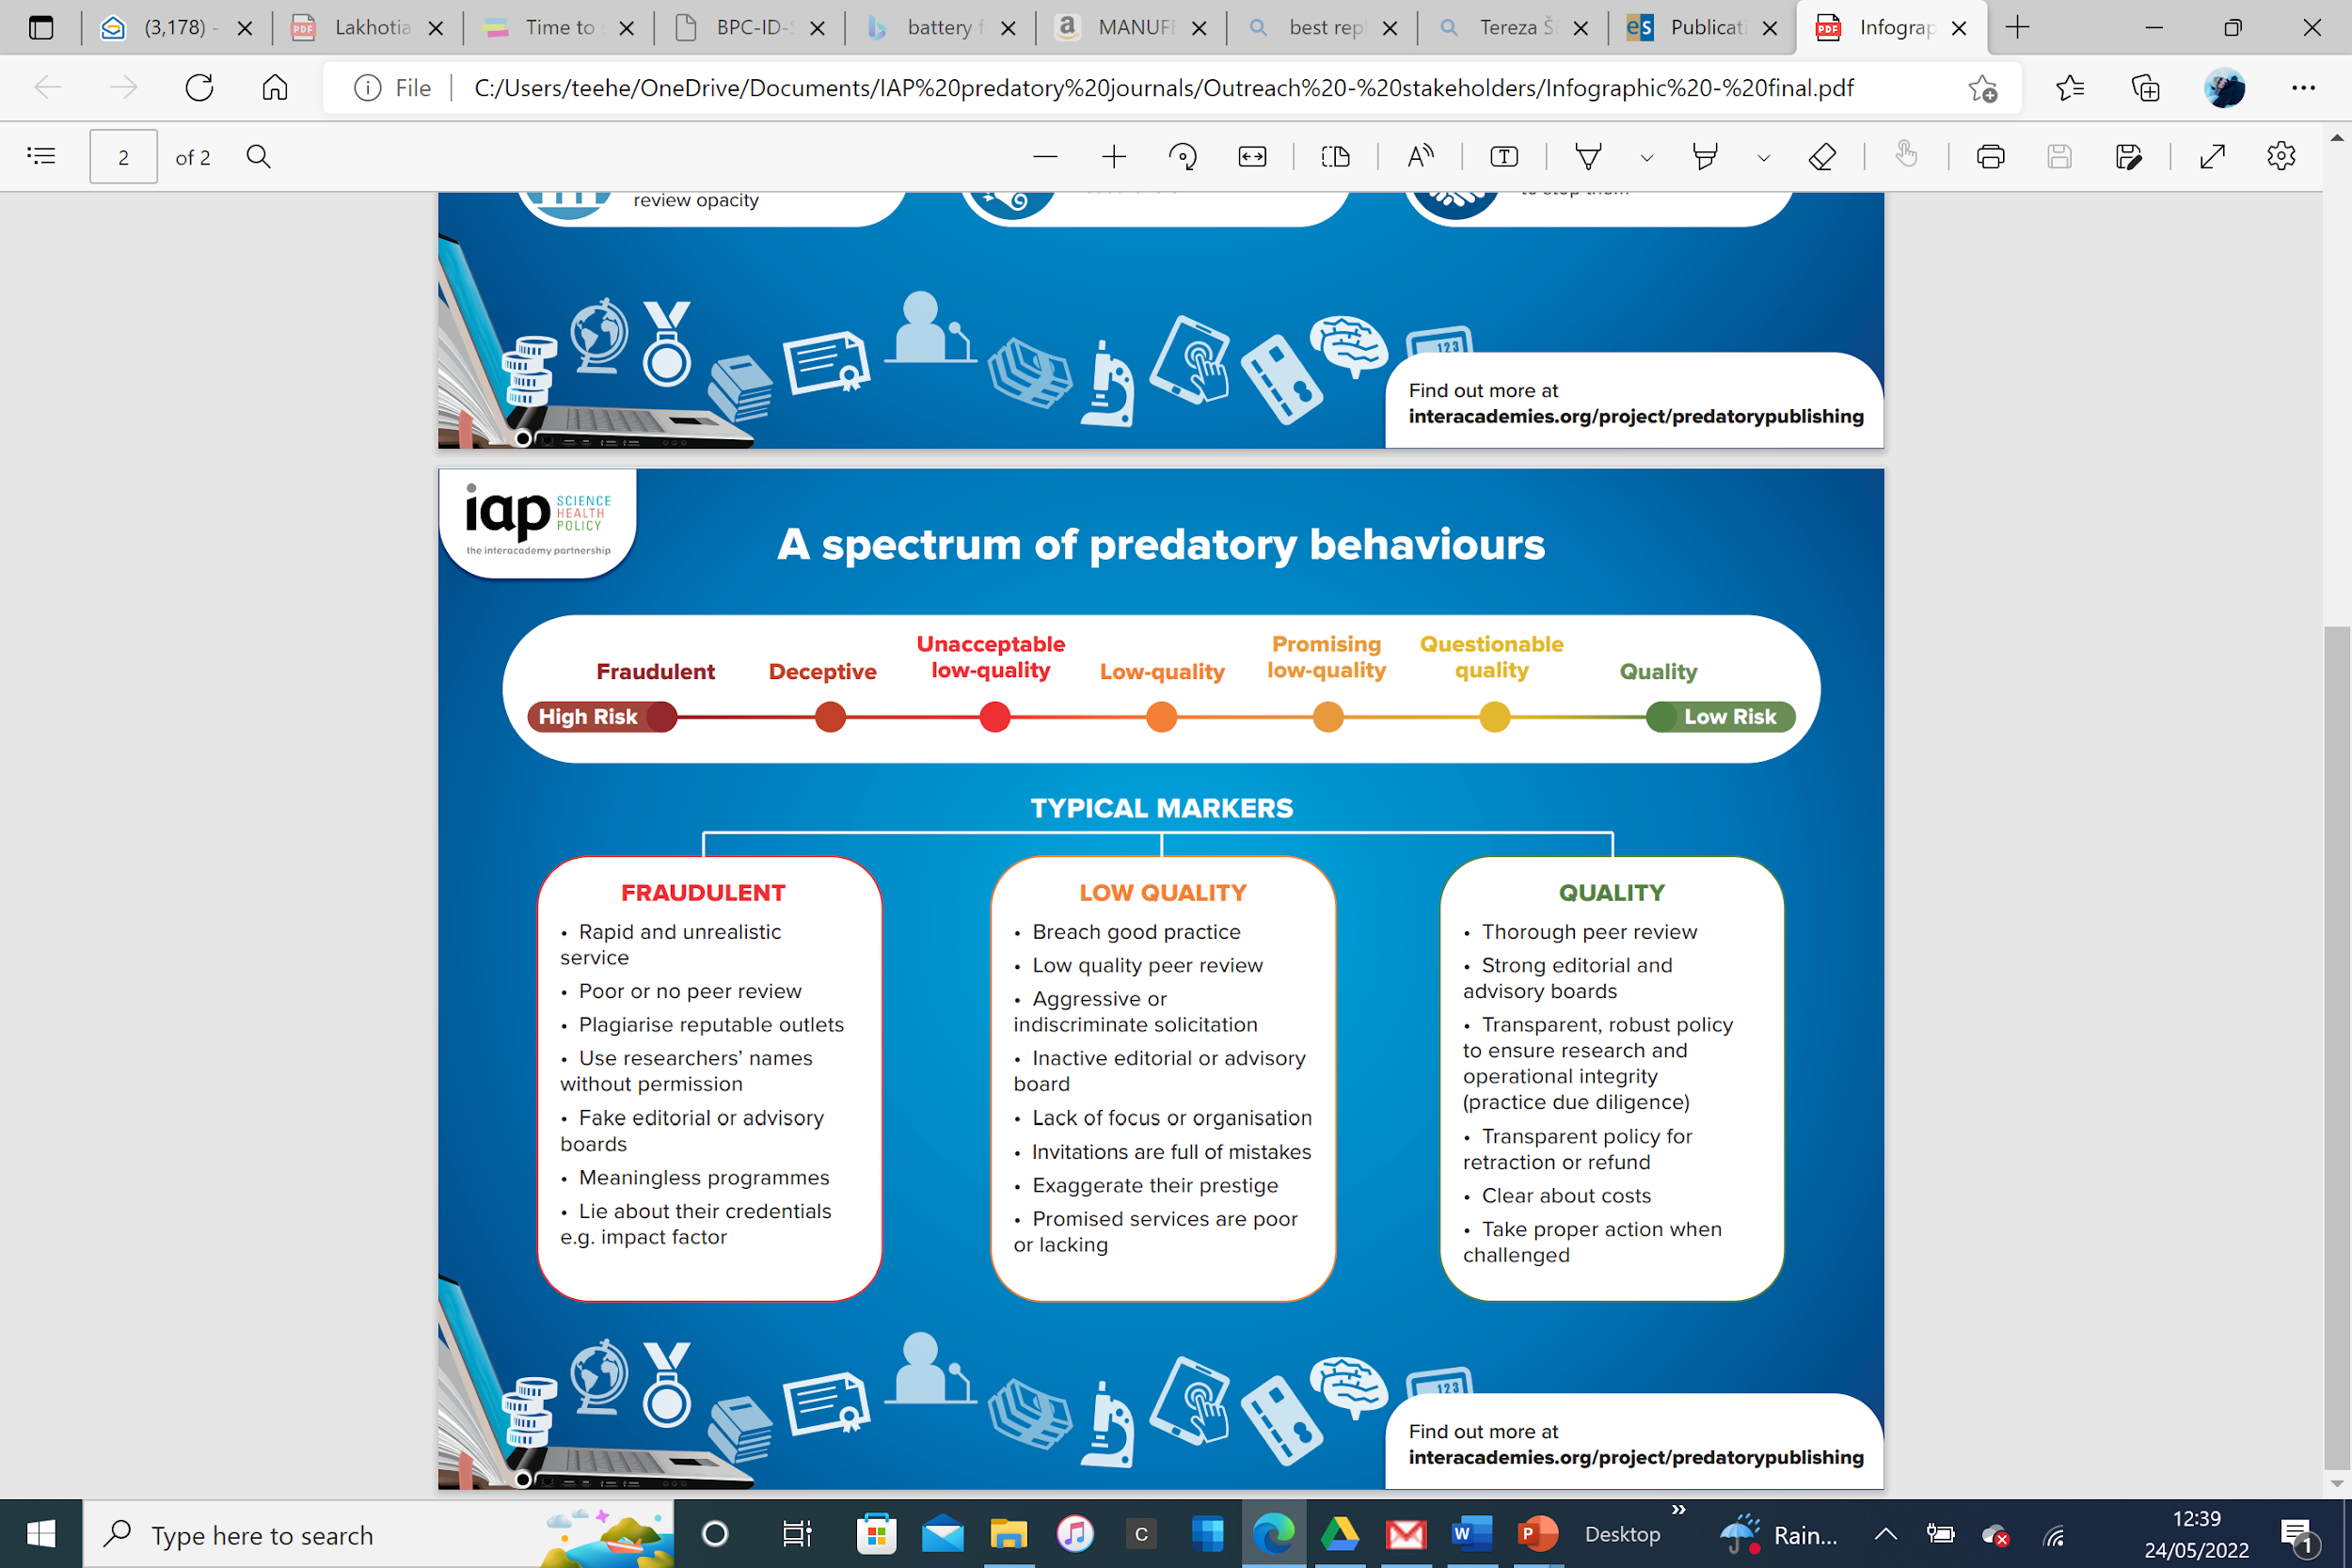 (3,178) -
Lakhotia
Time to
BPC-ID-
battery f
MANUFE
best rep
Tereza Ši
Publicati
Infograp
File
C:/Users/teehe/OneDrive/Documents/IAP%20predatory%20journals/Outreach%20-%20stakeholders/Infographic%20-%20final.pdf
2
of 2
review opacity
to stop them
123
Find out more at
interacademies.org/project/predatorypublishing
iap
SCIENCE
HEALTH
POLICY
the interacademy partnership
A spectrum of predatory behaviours
Fraudulent
Deceptive
Unacceptable
low-quality
Low-quality
Promising
low-quality
Questionable
quality
Quality
High Risk
Low Risk
TYPICAL MARKERS
FRAUDULENT
• Rapid and unrealistic
service
• Poor or no peer review
• Plagiarise reputable outlets
• Use researchers’ names
without permission
• Fake editorial or advisory
boards
• Meaningless programmes
• Lie about their credentials
e.g. impact factor
LOW QUALITY
• Breach good practice
• Low quality peer review
• Aggressive or
indiscriminate solicitation
• Inactive editorial or advisory
board
• Lack of focus or organisation
• Invitations are full of mistakes
• Exaggerate their prestige
• Promised services are poor
or lacking
QUALITY
• Thorough peer review
• Strong editorial and
advisory boards
• Transparent, robust policy
to ensure research and
operational integrity
(practice due diligence)
• Transparent policy for
retraction or refund
• Clear about costs
• Take proper action when
challenged
123
Find out more at
interacademies.org/project/predatorypublishing
Type here to search
Desktop
Rain...
12:39
24/05/2022
1